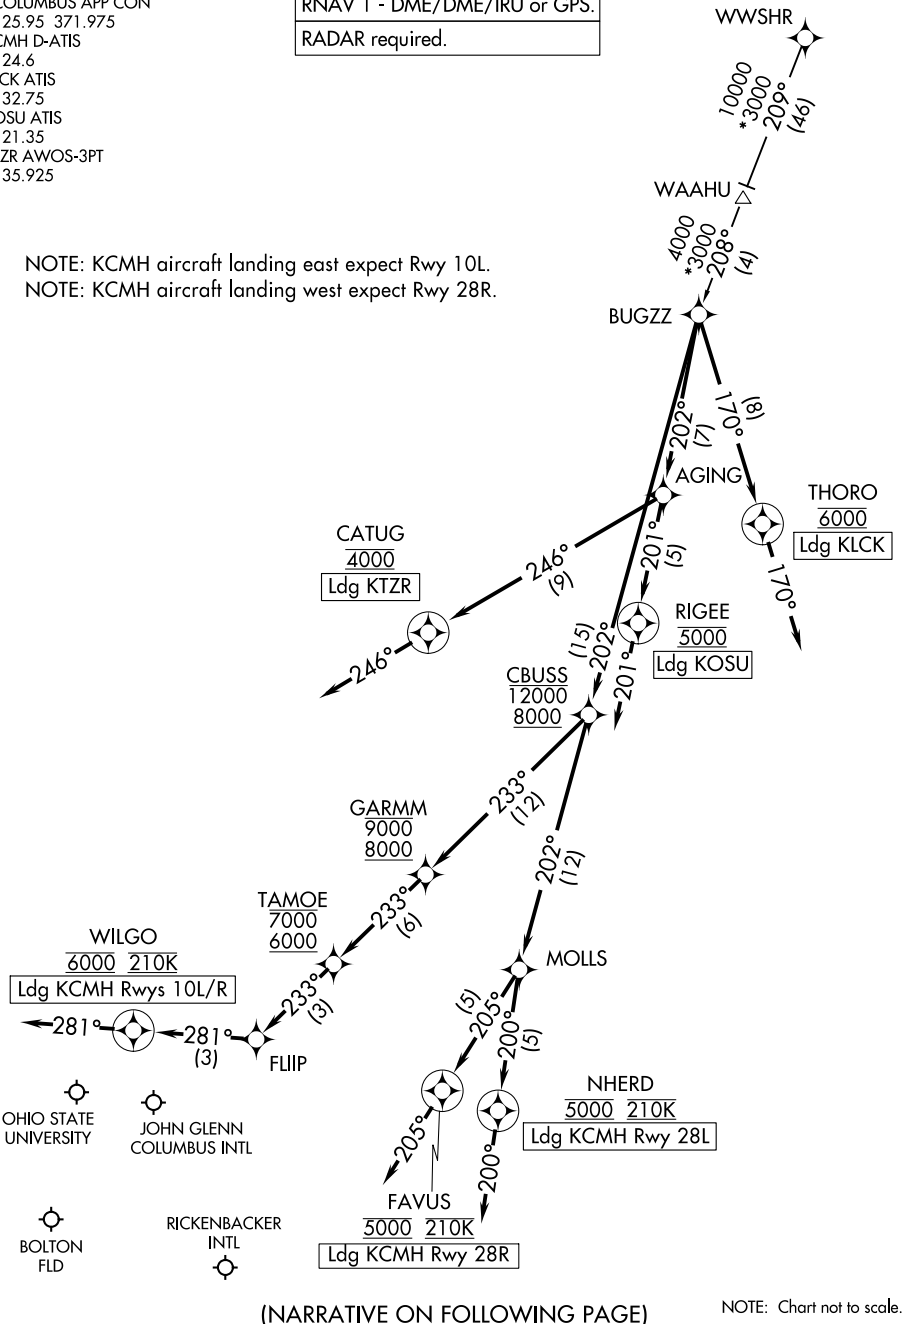 COLUMBUS APP CON
25.95 371.975
CMH D-ATIS
24.6
CK ATIS
32.75
OSU ATIS
21.35
ZR AWOS-3PT
35.925
RNAV 1 - DME/DME/IRU or GPS.
RADAR required.
NOTE: KCMH aircraft landing east expect Rwy 10L.
NOTE: KCMH aircraft landing west expect Rwy 28R.
WWSHR
10000
*3000
209°
(46)
WAAHU
4000
*3000
208°
(4)
BUGZZ
202°
(7)
170°
(8)
AGING
THORO
6000
Ldg KLCK
170°
CATUG
4000
Ldg KTZR
246°
(9)
246°
201°
(5)
RIGEE
5000
Ldg KOSU
201°
(15)
202°
CBUSS
12000
8000
233°
(12)
202°
(12)
GARMM
9000
8000
233°
(6)
TAMOE
7000
6000
233°
(3)
WILGO
6000 210K
Ldg KCMH Rwys 10L/R
281°
281°
(3)
FLIIP
MOLLS
(5)
205°
200°
(5)
NHERD
5000 210K
Ldg KCMH Rwy 28L
205°
200°
FAVUS
5000 210K
Ldg KCMH Rwy 28R
OHIO STATE
UNIVERSITY
JOHN GLENN
COLUMBUS INTL
BOLTON
FLD
RICKENBACKER
INTL
(NARRATIVE ON FOLLOWING PAGE)
NOTE: Chart not to scale.